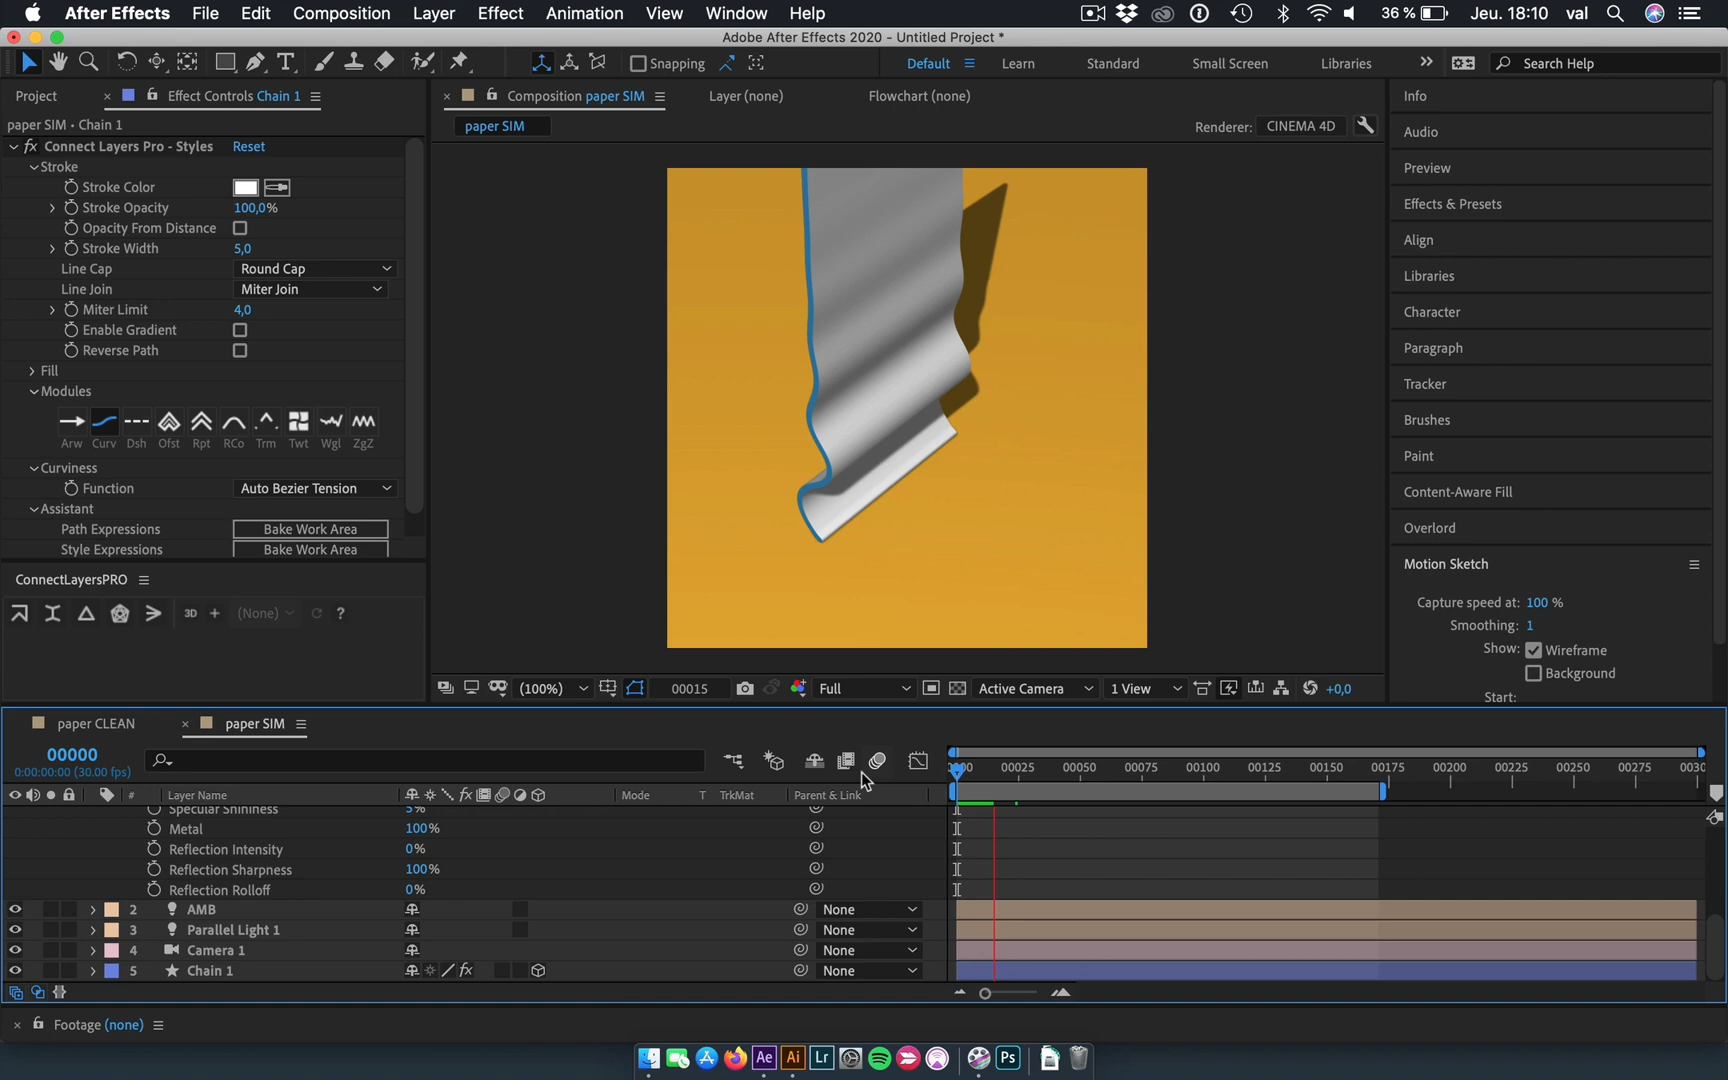 After Effects File Edit Composition Layer Effect Animation View Window Help 36 % Jeu. 18:10 val
Adobe After Effects 2020 - Untitled Project *
Snapping Default Learn Standard Small Screen Libraries Search Help
Project Effect Controls Chain 1
paper SIM • Chain 1
fx Connect Layers Pro - Styles Reset
Stroke
Stroke Color
Stroke Opacity 100,0%
Opacity From Distance
Stroke Width 5,0
Line Cap Round Cap
Line Join Miter Join
Miter Limit 4,0
Enable Gradient
Reverse Path
Fill
Modules
Arw Curv Dsh Ofst Rpt RCo Trm Twt Wgl ZgZ
Curviness
Function Auto Bezier Tension
Assistant
Path Expressions Bake Work Area
Style Expressions Bake Work Area
ConnectLayersPRO
3D + (None) ?
Composition paper SIM Layer (none) Flowchart (none)
paper SIM Renderer: CINEMA 4D
(100%) 00015 Full Active Camera 1 View +0,0
Info
Audio
Preview
Effects & Presets
Align
Libraries
Character
Paragraph
Tracker
Brushes
Paint
Content-Aware Fill
Overlord
Motion Sketch
Capture speed at: 100 %
Smoothing: 1
Show: Wireframe
Background
Start:
paper CLEAN paper SIM
00000
0:00:00:00 (30.00 fps)
00025 00050 00075 00100 00125 00150 00175 00200 00225 00250 00275
# Layer Name fx Mode T TrkMat Parent & Link
Specular Shininess 5%
Metal 100%
Reflection Intensity 0%
Reflection Sharpness 100%
Reflection Rolloff 0%
2 AMB None
3 Parallel Light 1 None
4 Camera 1 None
5 Chain 1 fx None
Footage (none)
Ae Ai Lr Ps